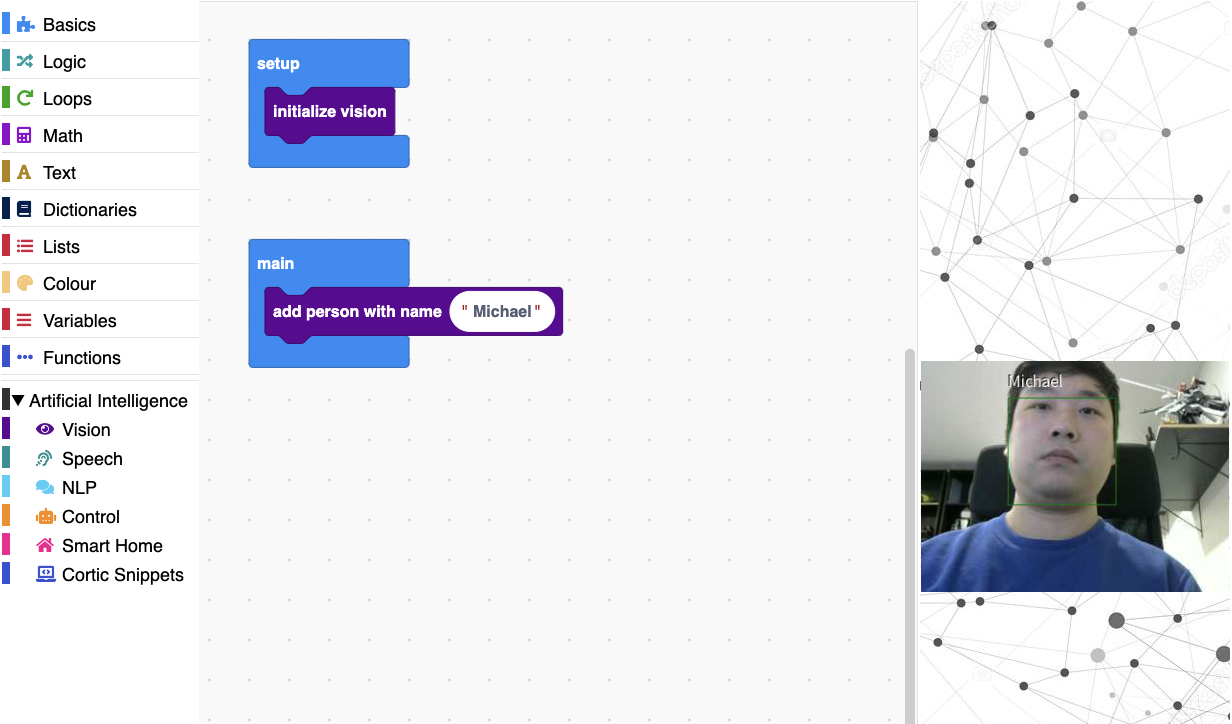 Basics
Logic
Loops
Math
Text
Dictionaries
Lists
Colour
Variables
Functions
Artificial Intelligence
Vision
Speech
NLP
Control
Smart Home
Cortic Snippets
setup
initialize vision
main
add person with name " Michael "
Michael